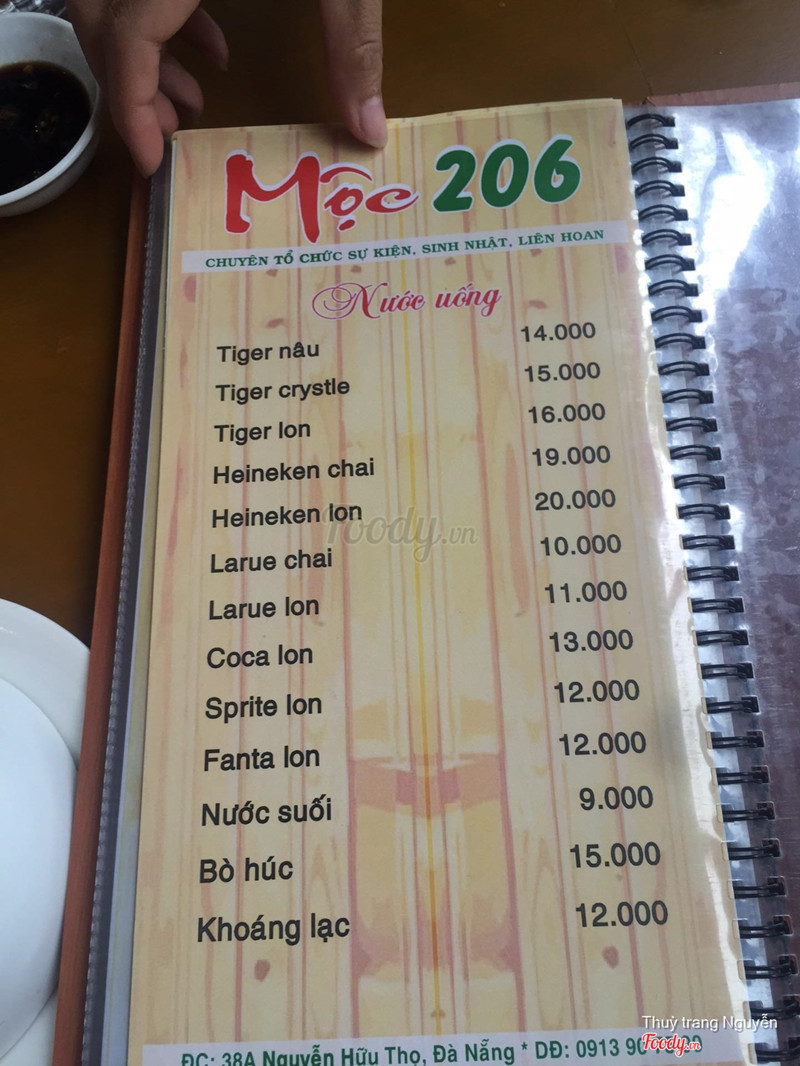 Mộc 206
CHUYÊN TỔ CHỨC SỰ KIỆN, SINH NHẬT, LIÊN HOAN
Nước uống
Tiger nâu 14.000
Tiger crystle 15.000
Tiger lon 16.000
Heineken chai 19.000
Heineken lon 20.000
Larue chai 10.000
Larue lon 11.000
Coca lon 13.000
Sprite lon 12.000
Fanta lon 12.000
Nước suối 9.000
Bò húc 15.000
Khoáng lạc 12.000
ĐC: 38A Nguyễn Hữu Thọ, Đà Nẵng * DĐ: 0913 90
foody.vn
Thuỳ trang Nguyễn
Foody.vn